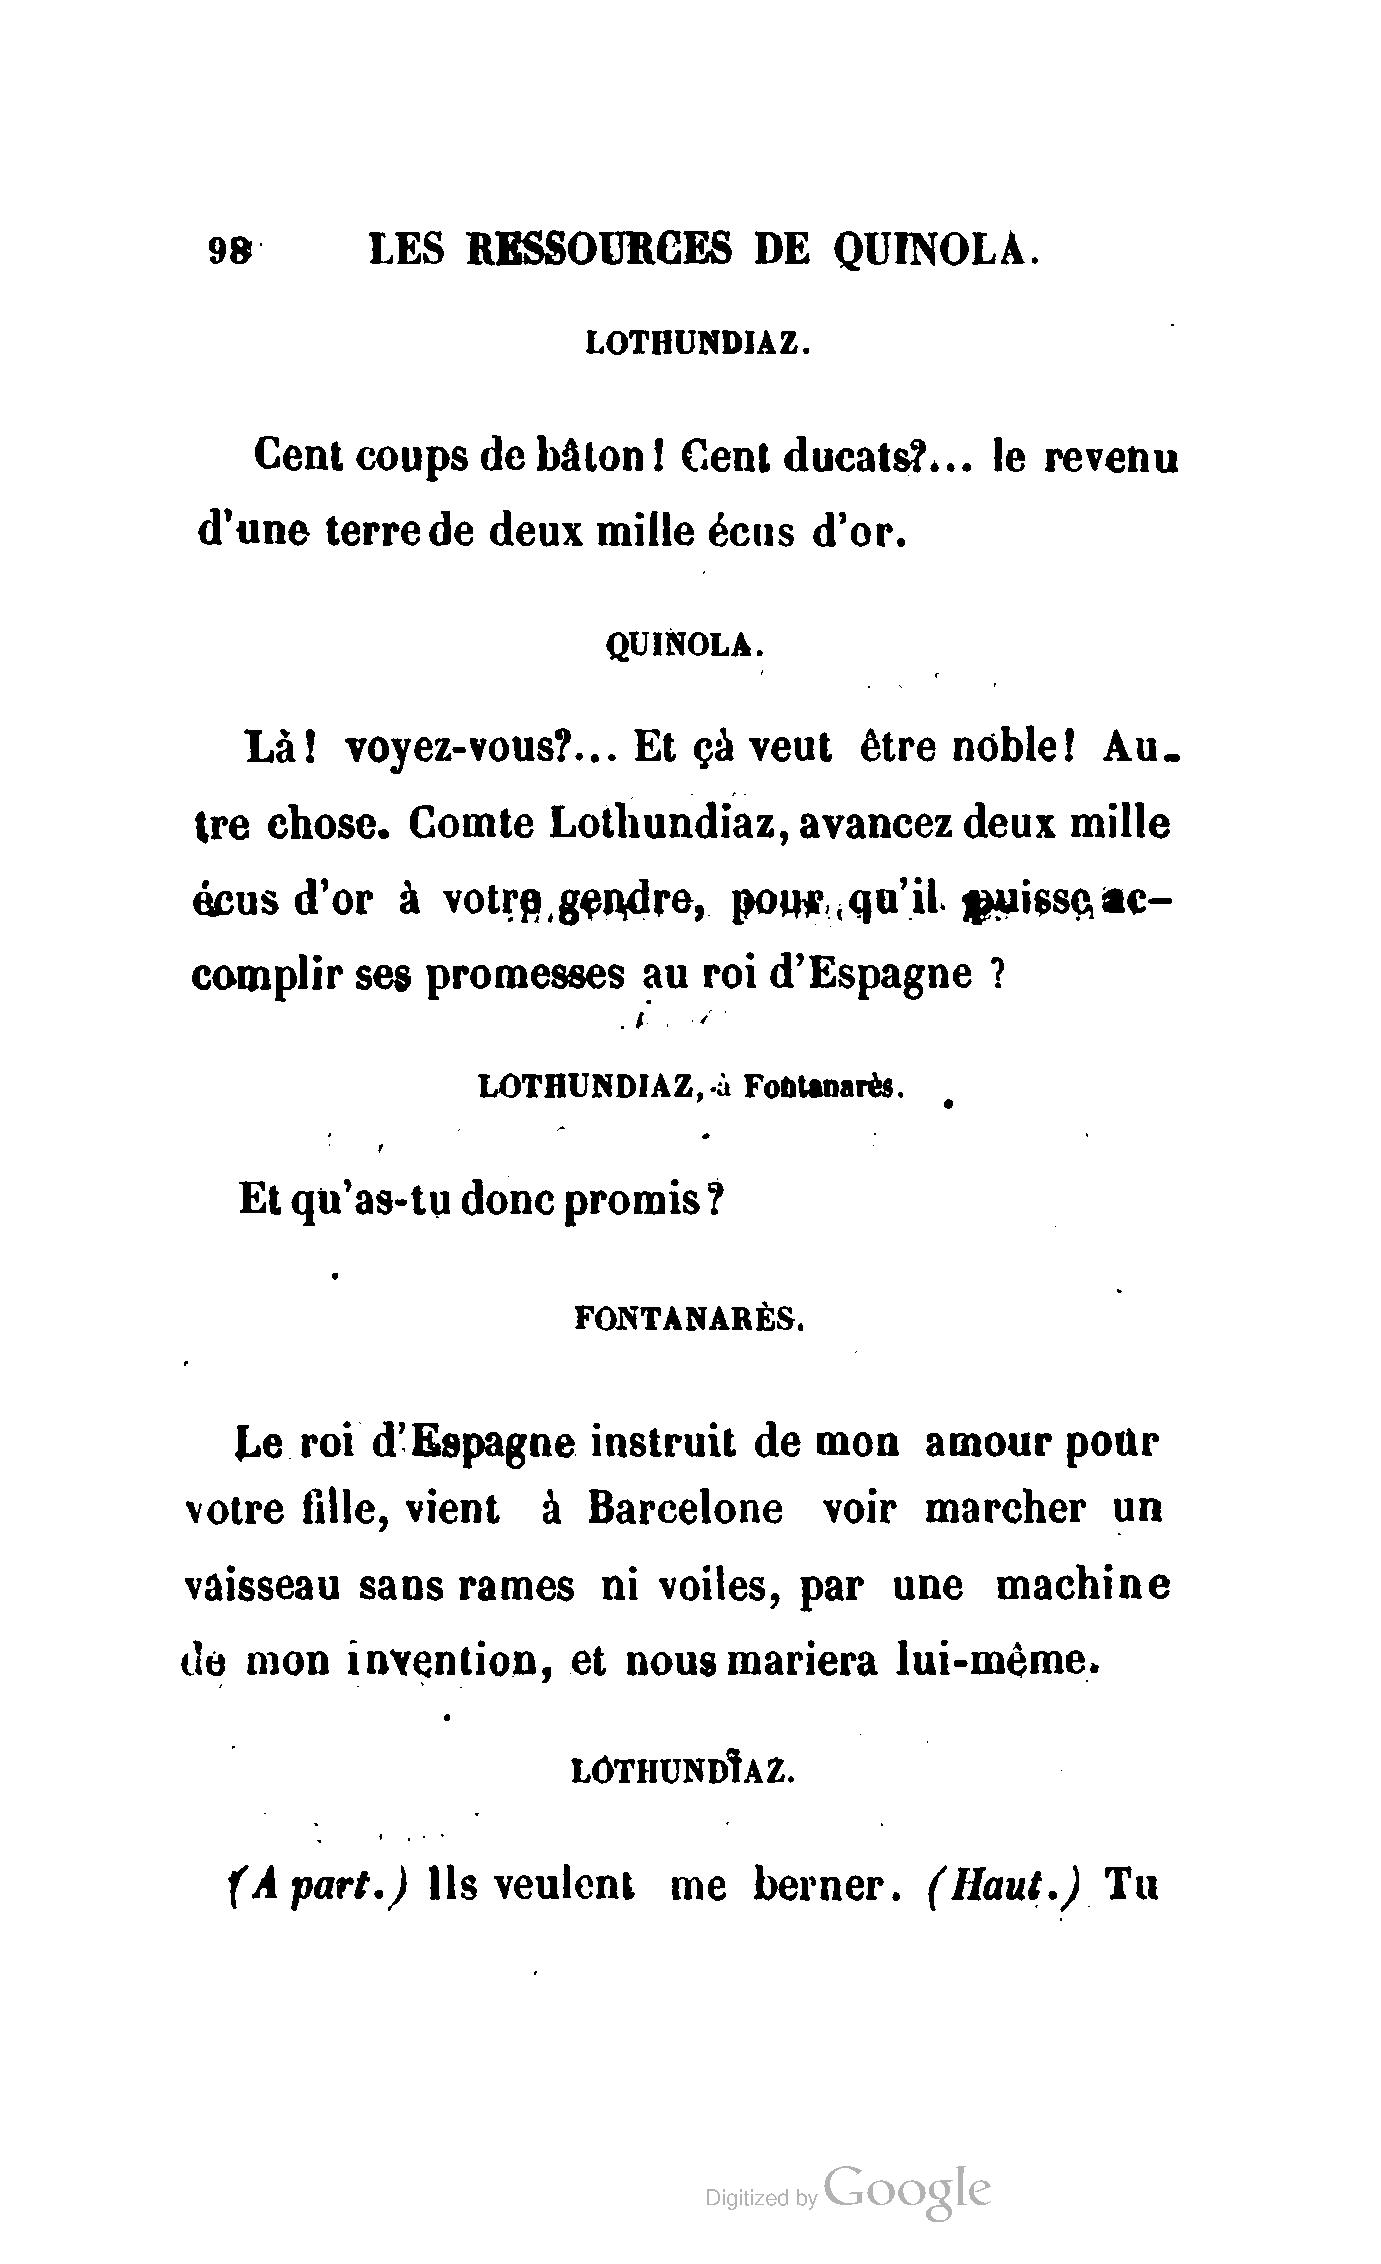 98 LES RESSOURCES DE QUINOLA.
LOTHUNDIAZ.
Cent coups de bâton ! Cent ducats?... le revenu
d'une terre de deux mille écus d'or.
QUINOLA.
Là ! voyez-vous?... Et çà veut être noble! Au-
tre chose. Comte Lothundiaz, avancez deux mille
écus d'or à votre gendre, pour qu'il puisse ac-
complir ses promesses au roi d'Espagne ?
LOTHUNDIAZ, à Fontanarès.
Et qu'as-tu donc promis ?
FONTANARÈS.
Le roi d'Espagne instruit de mon amour pour
votre fille, vient à Barcelone voir marcher un
vaisseau sans rames ni voiles, par une machine
de mon invention, et nous mariera lui-même.
LOTHUNDIAZ.
(A part.) Ils veulent me berner. (Haut.) Tu
Digitized by Google